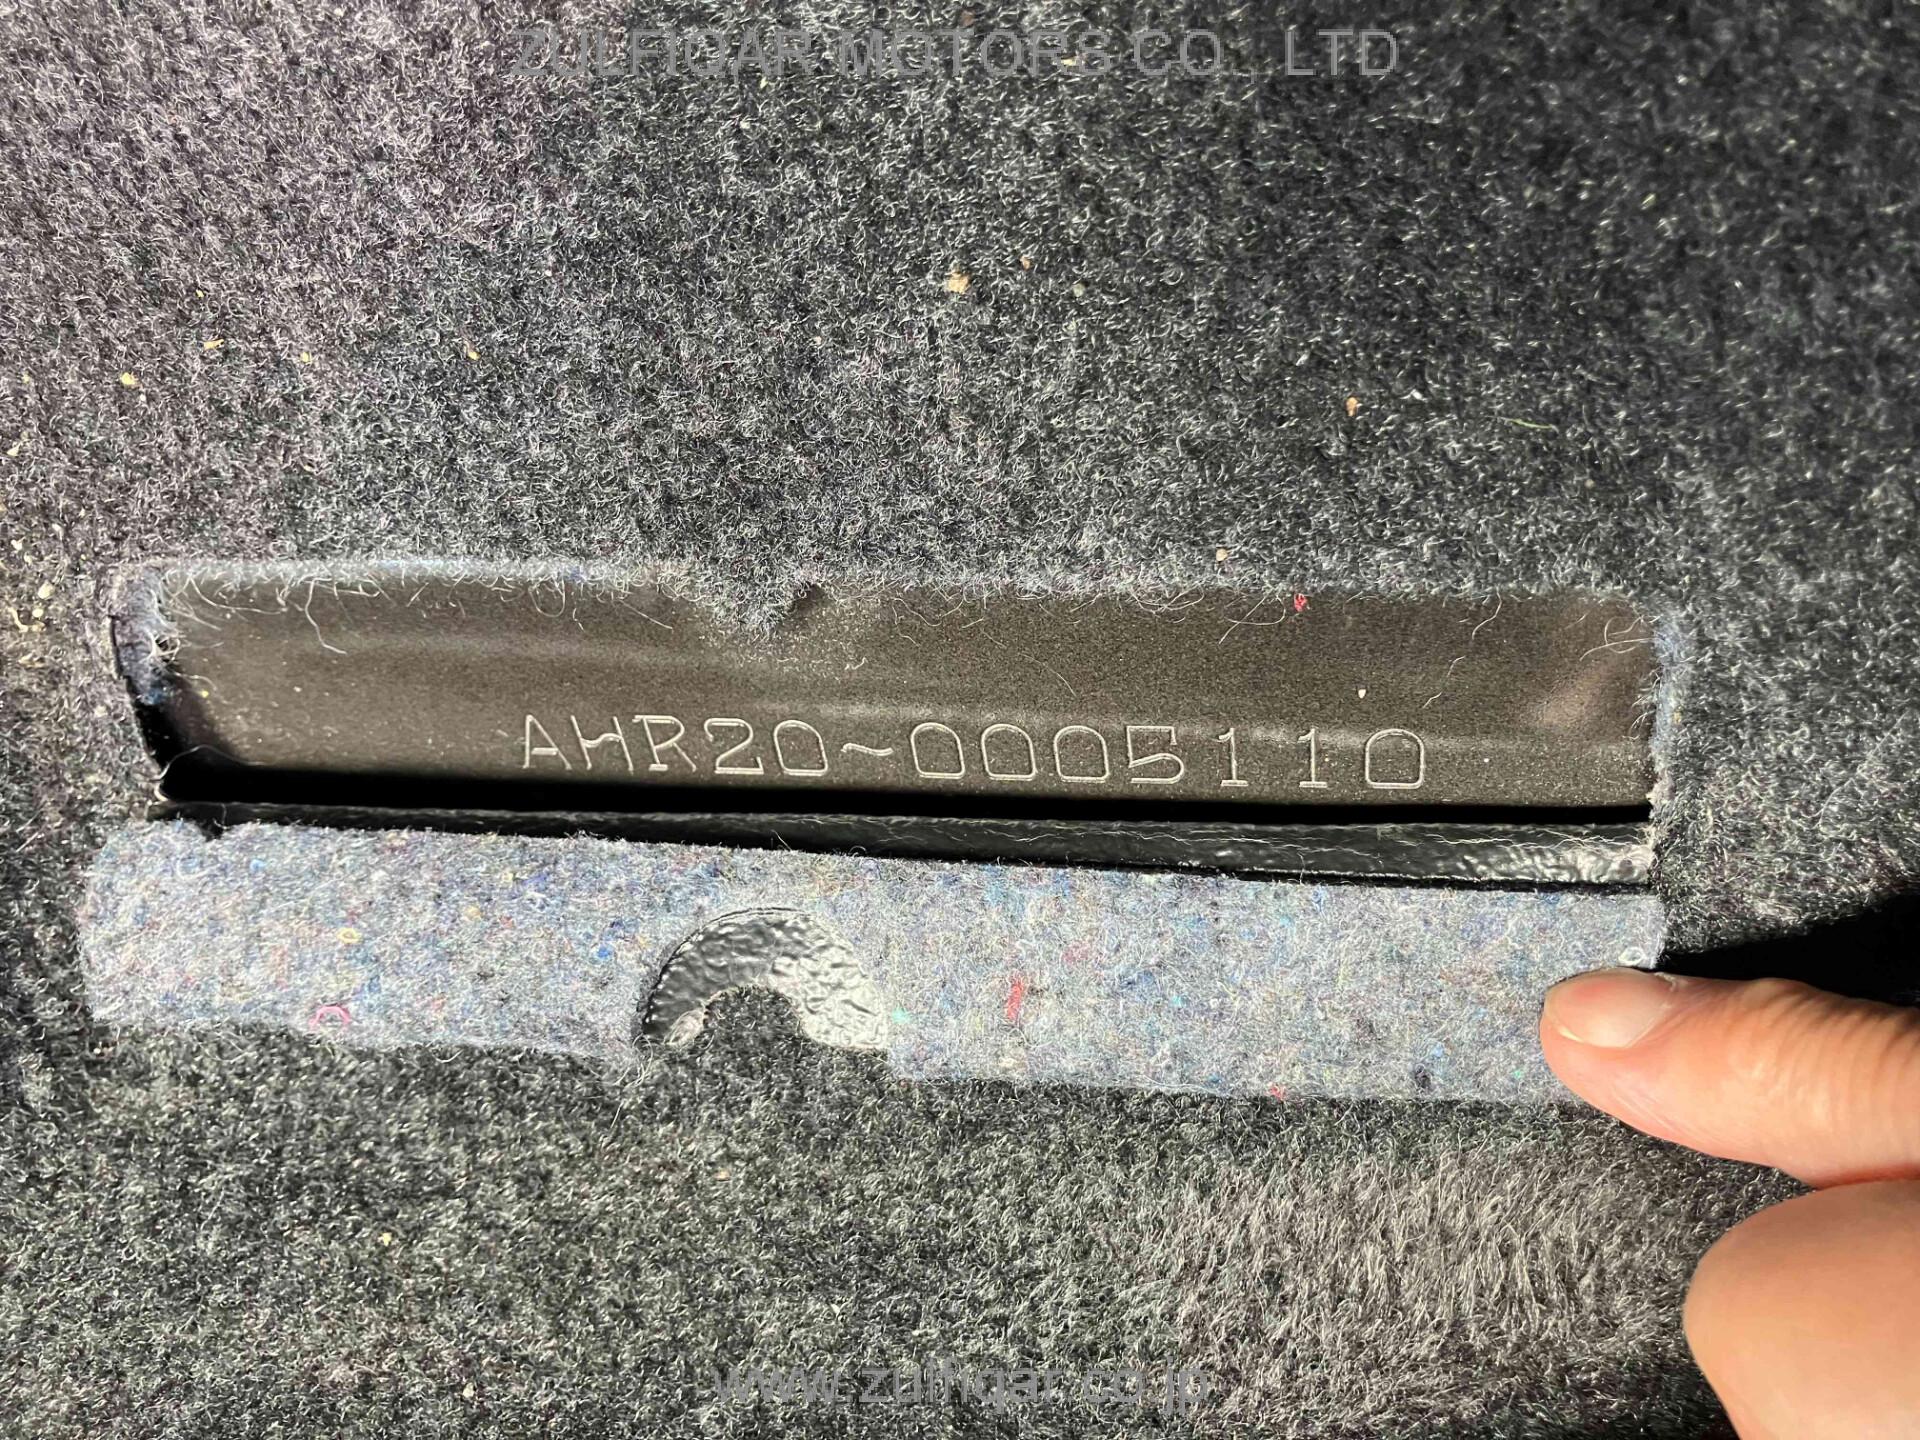 ZULFIQAR MOTORS CO., LTD
AHR20-0005110
www.zulfiqar.co.jp